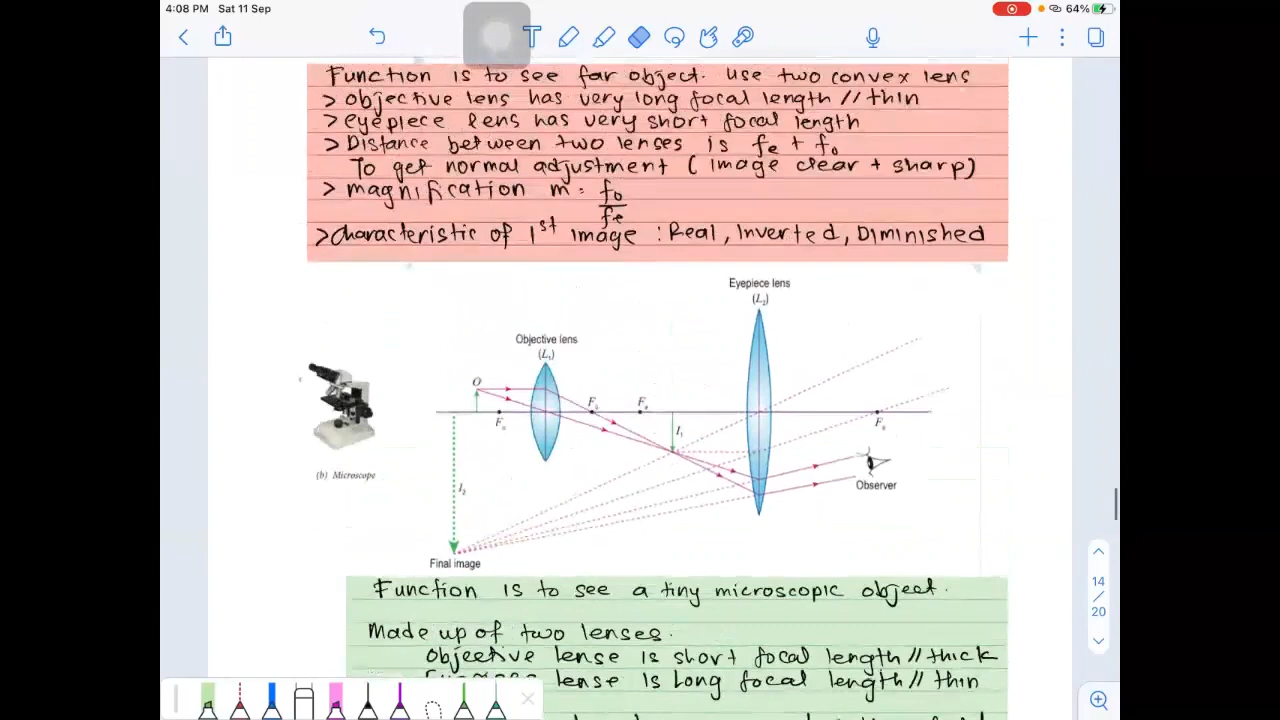 4:08 PM Sat 11 Sep
64%
Function is to see far object. use two convex lens
> objective lens has very long focal length // thin
> eyepiece lens has very short focal length
> Distance between two lenses is fe + fo
To get normal adjustment ( image clear + sharp)
> magnification m = fo
fe
> characteristic of 1st image : Real, Inverted, Diminished
Eyepiece lens
(L2)
Objective lens
(L1)
O
Fo
Fo
Fe
I1
Fe
Observer
(b) Microscope
I2
Final image
Function is to see a tiny microscopic object.
Made up of two lenses.
Objective lense is short focal length // thick
lense is Long focal length // thin
14
/
20